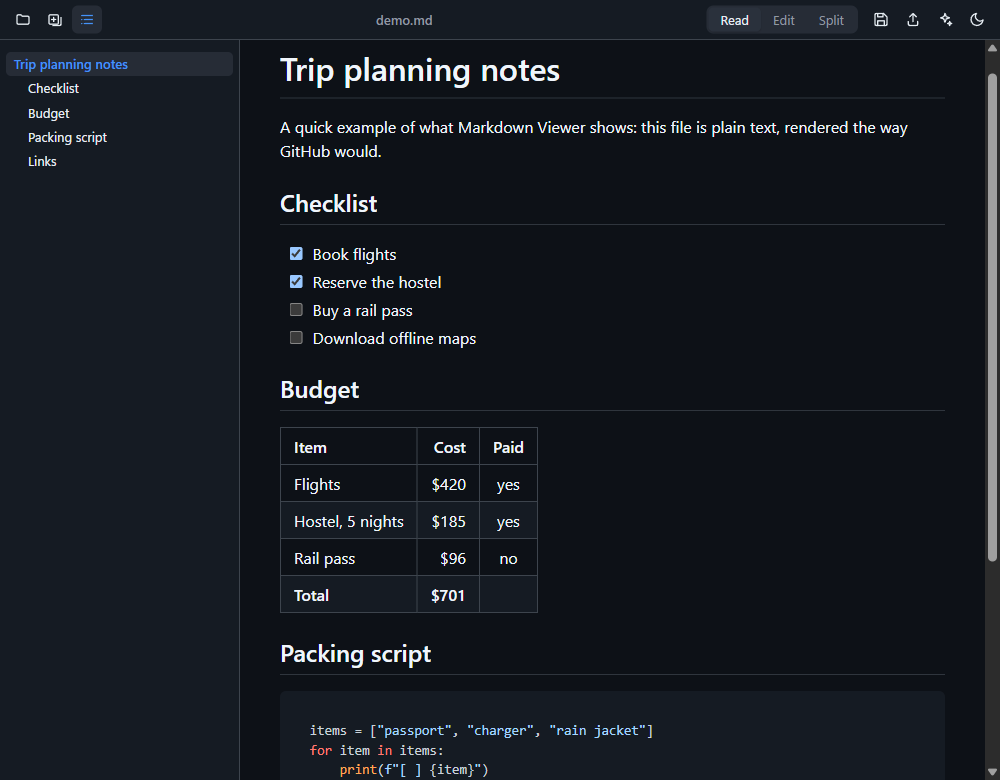 demo.md
Read Edit Split
Trip planning notes
Checklist
Budget
Packing script
Links
Trip planning notes
A quick example of what Markdown Viewer shows: this file is plain text, rendered the way
GitHub would.
Checklist
Book flights
Reserve the hostel
Buy a rail pass
Download offline maps
Budget
Item Cost Paid
Flights $420 yes
Hostel, 5 nights $185 yes
Rail pass $96 no
Total $701
Packing script
items = ["passport", "charger", "rain jacket"]
for item in items:
    print(f"[ ] {item}")